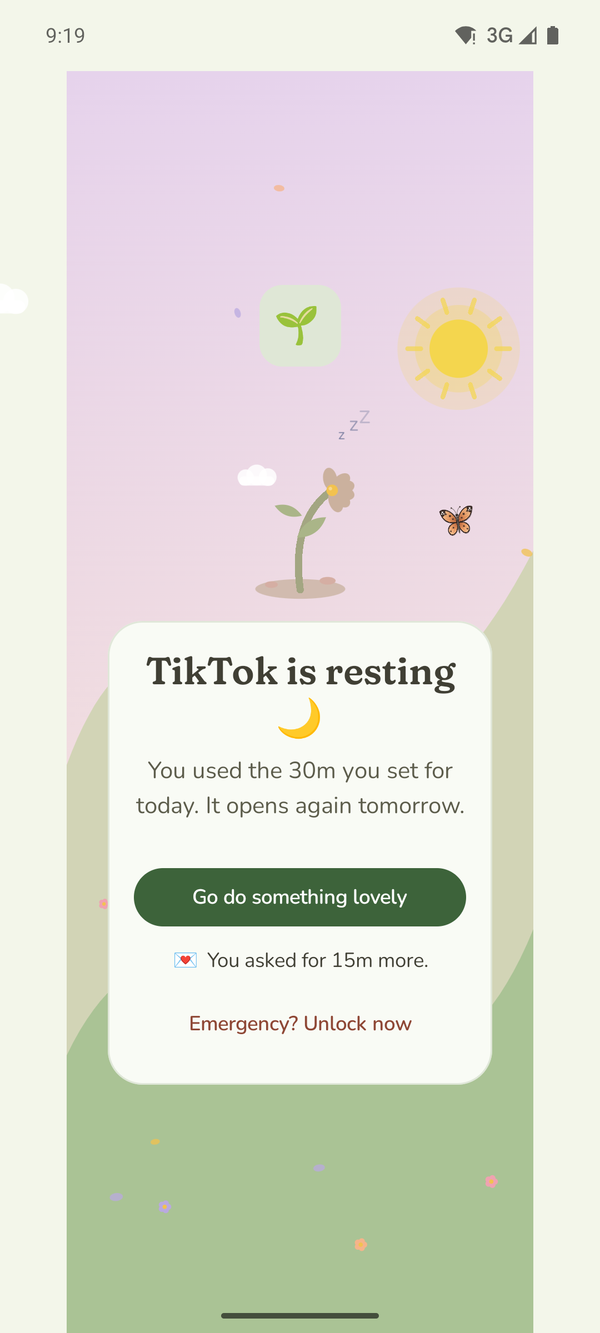 9:19
3G
z z Z
TikTok is resting
🌙
You used the 30m you set for
today. It opens again tomorrow.
Go do something lovely
💌 You asked for 15m more.
Emergency? Unlock now